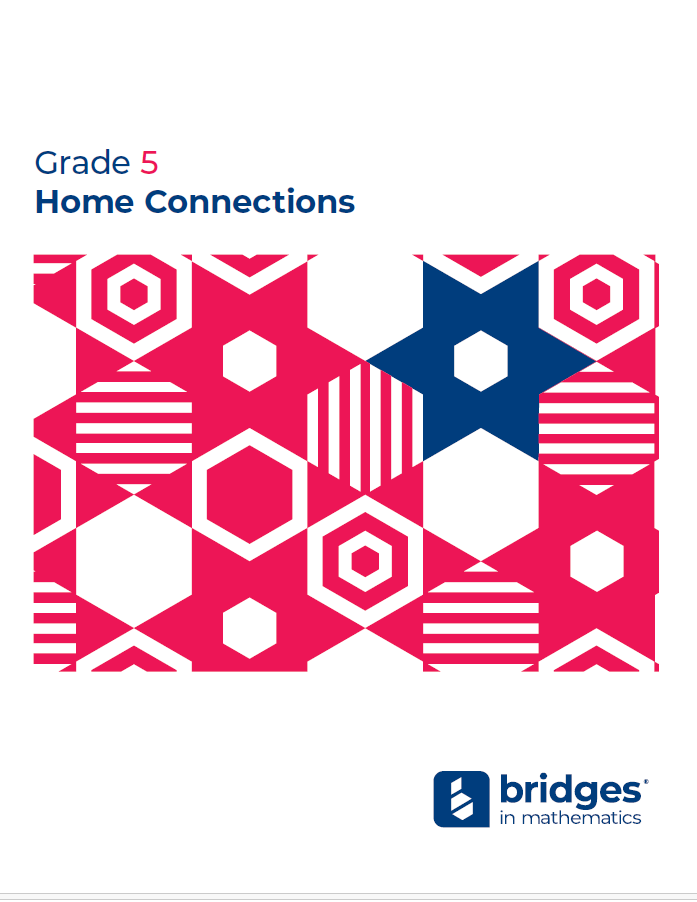 Grade 5
Home Connections
bridges®
in mathematics